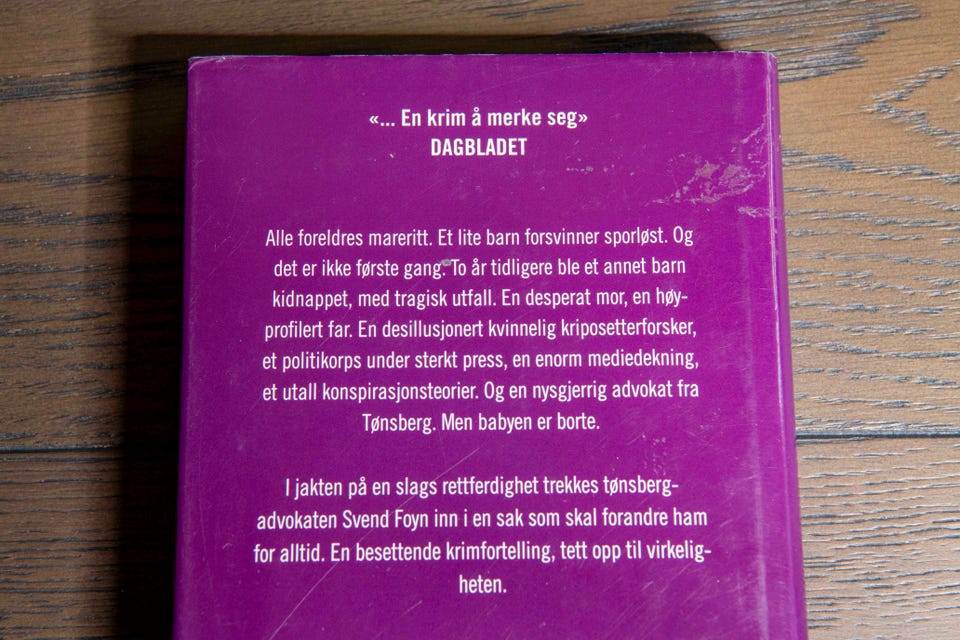 «... En krim å merke seg»
DAGBLADET
Alle foreldres mareritt. Et lite barn forsvinner sporløst. Og
det er ikke første gang. To år tidligere ble et annet barn
kidnappet, med tragisk utfall. En desperat mor, en høy-
profilert far. En desillusjonert kvinnelig kriposetterforsker,
et politikorps under sterkt press, en enorm mediedekning,
et utall konspirasjonsteorier. Og en nysgjerrig advokat fra
Tønsberg. Men babyen er borte.
I jakten på en slags rettferdighet trekkes tønsberg-
advokaten Svend Foyn inn i en sak som skal forandre ham
for alltid. En besettende krimfortelling, tett opp til virkelig-
heten.